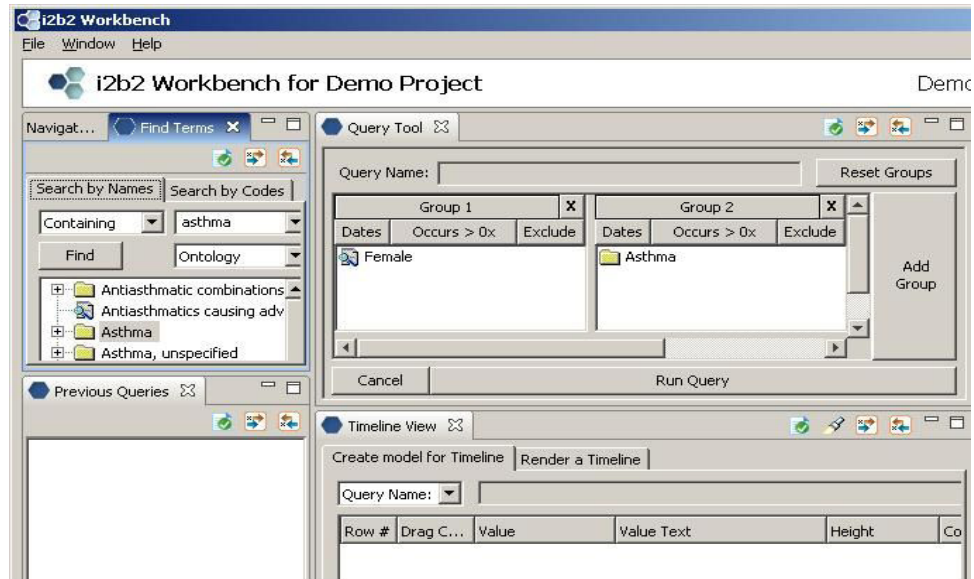 i2b2 Workbench
File Window Help
i2b2 Workbench for Demo Project Demo
Navigat... Find Terms
Search by Names Search by Codes
Containing asthma
Find Ontology
Antiasthmatic combinations
Antiasthmatics causing adv
Asthma
Asthma, unspecified
Previous Queries
Query Tool
Query Name: Reset Groups
Group 1 X Group 2 X
Dates Occurs > 0x Exclude Dates Occurs > 0x Exclude
Female Asthma
Add
Group
Cancel Run Query
Timeline View
Create model for Timeline Render a Timeline
Query Name:
Row # Drag C... Value Value Text Height Co